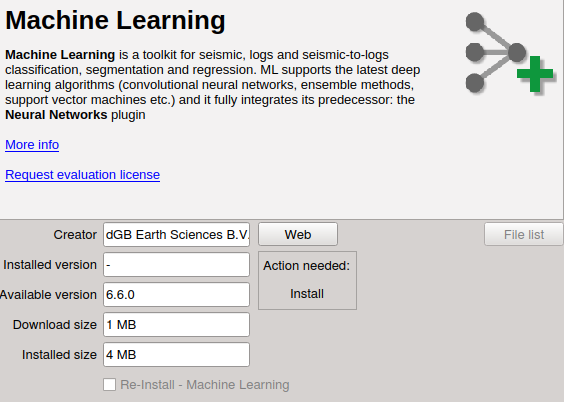 Machine Learning
Machine Learning is a toolkit for seismic, logs and seismic-to-logs
classification, segmentation and regression. ML supports the latest deep
learning algorithms (convolutional neural networks, ensemble methods,
support vector machines etc.) and it fully integrates its predecessor: the
Neural Networks plugin
More info
Request evaluation license
Creator dGB Earth Sciences B.V. Web File list
Installed version - Action needed:
Available version 6.6.0 Install
Download size 1 MB
Installed size 4 MB
Re-Install - Machine Learning